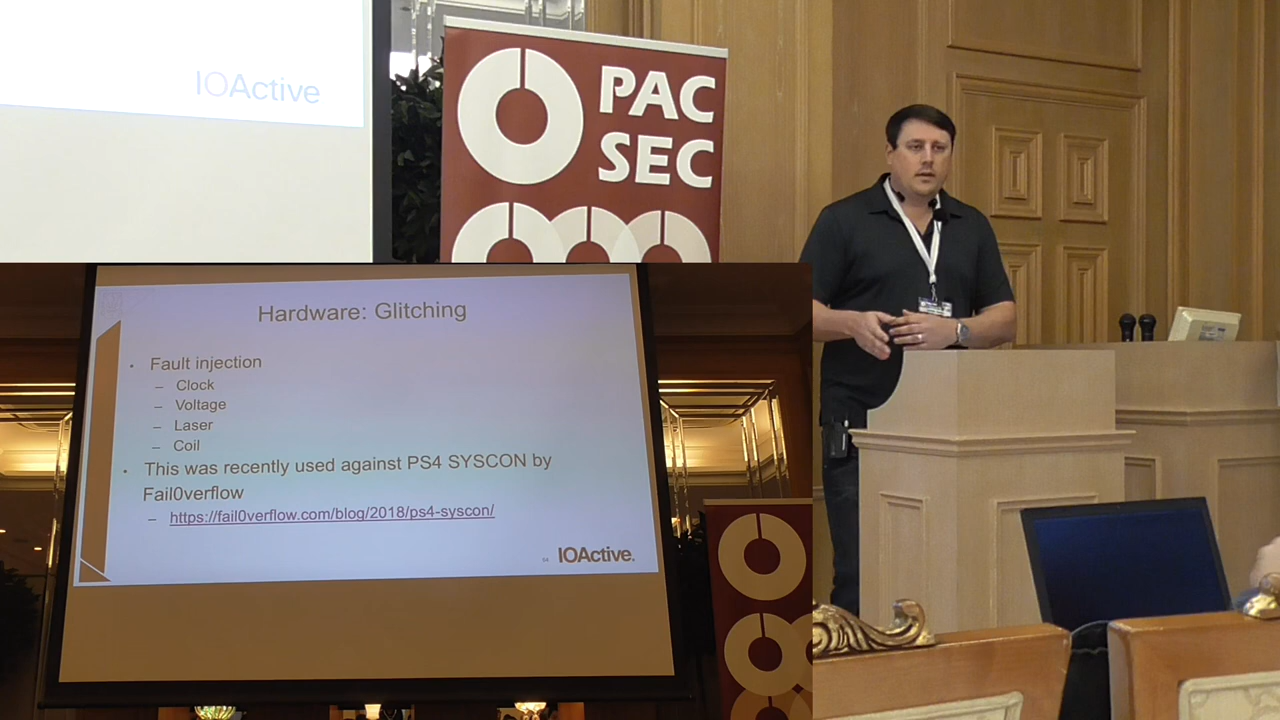 IOActive
PAC
SEC
Hardware: Glitching
• Fault injection
– Clock
– Voltage
– Laser
– Coil
• This was recently used against PS4 SYSCON by
Fail0verflow
– https://fail0verflow.com/blog/2018/ps4-syscon/
IOActive.